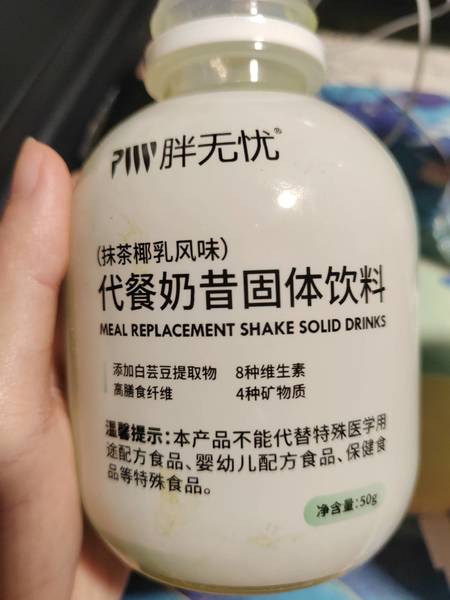 PWW胖无忧®
(抹茶椰乳风味)
代餐奶昔固体饮料
MEAL REPLACEMENT SHAKE SOLID DRINKS
添加白芸豆提取物 8种维生素
高膳食纤维 4种矿物质
温馨提示:本产品不能代替特殊医学用
途配方食品、婴幼儿配方食品、保健食
品等特殊食品。
净含量:50g